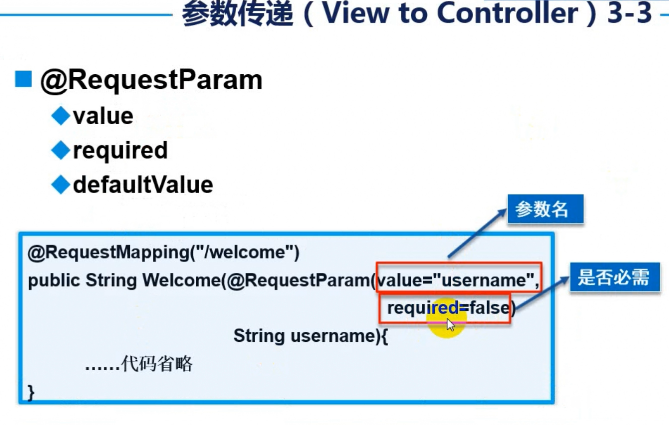 参数传递（View to Controller）3-3
@RequestParam
value
required
defaultValue
参数名
@RequestMapping("/welcome")
public String Welcome(@RequestParam(value="username",
是否必需
required=false)
String username){
……代码省略
}